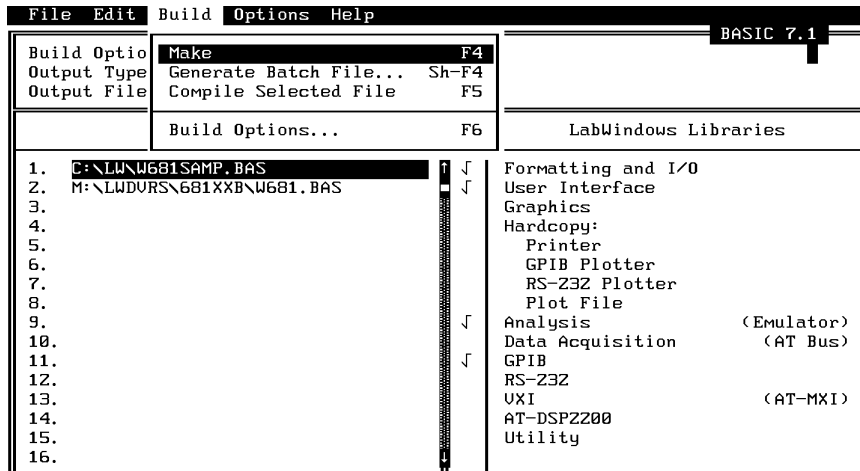 File Edit Build Options Help
BASIC 7.1
Build Optio
Output Type
Output File
Make F4
Generate Batch File... Sh-F4
Compile Selected File F5
Build Options... F6
LabWindows Libraries
1. C:\LW\W681SAMP.BAS
2. M:\LWDVRS\681XXB\W681.BAS
3.
4.
5.
6.
7.
8.
9.
10.
11.
12.
13.
14.
15.
16.
↑ √
√
√
√
↓
Formatting and I/O
User Interface
Graphics
Hardcopy:
Printer
GPIB Plotter
RS-232 Plotter
Plot File
Analysis (Emulator)
Data Acquisition (AT Bus)
GPIB
RS-232
VXI (AT-MXI)
AT-DSP2200
Utility